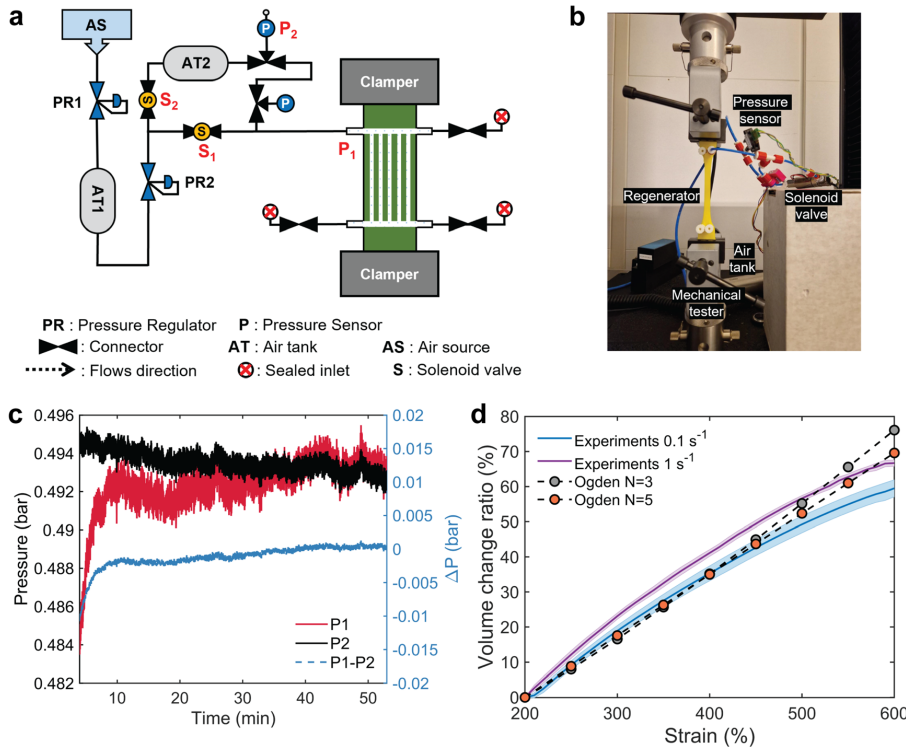 a
AS
PR1
AT1
S₂
S
AT2
P
P₂
P
S
S₁
PR2
P₁
Clamper
Clamper
PR : Pressure Regulator
P : Pressure Sensor
: Connector
AT : Air tank
AS : Air source
: Flows direction
: Sealed inlet
S : Solenoid valve
b
Pressure
sensor
Regenerator
Solenoid
valve
Air
tank
Mechanical
tester
c
0.496
0.494
0.492
0.49
0.488
0.486
0.484
0.482
Pressure (bar)
0.02
0.015
0.01
0.005
0
-0.005
-0.01
-0.015
-0.02
ΔP (bar)
P1
P2
P1-P2
10
20
30
40
50
Time (min)
d
80
70
60
50
40
30
20
10
0
Volume change ratio (%)
Experiments 0.1 s⁻¹
Experiments 1 s⁻¹
Ogden N=3
Ogden N=5
200
300
400
500
600
Strain (%)